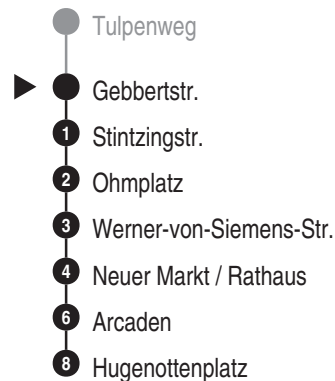 Tulpenweg
Gebbertstr.
1 Stintzingstr.
2 Ohmplatz
3 Werner-von-Siemens-Str.
4 Neuer Markt / Rathaus
6 Arcaden
8 Hugenottenplatz